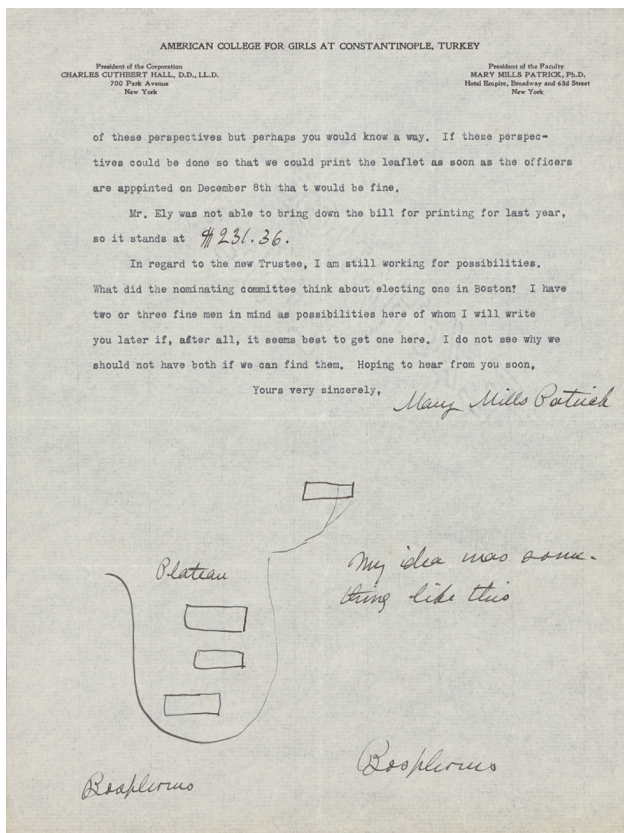 AMERICAN COLLEGE FOR GIRLS AT CONSTANTINOPLE, TURKEY
President of the Corporation
CHARLES CUTHBERT HALL, D.D., LL.D.
700 Park Avenue
New York
President of the Faculty
MARY MILLS PATRICK, Ph.D.
Hotel Empire, Broadway and 63d Street
New York
of these perspectives but perhaps you would know a way. If these perspec-
tives could be done so that we could print the leaflet as soon as the officers
are appointed on December 8th tha t would be fine.
Mr. Ely was not able to bring down the bill for printing for last year,
so it stands at $231.36.
In regard to the new Trustee, I am still working for possibilities.
What did the nominating committee think about electing one in Boston? I have
two or three fine men in mind as possibilities here of whom I will write
you later if, after all, it seems best to get one here. I do not see why we
should not have both if we can find them. Hoping to hear from you soon,
Yours very sincerely,
Mary Mills Patrick
Plateau
My idea was some-
thing like this
Bosphorus
Bosphorus